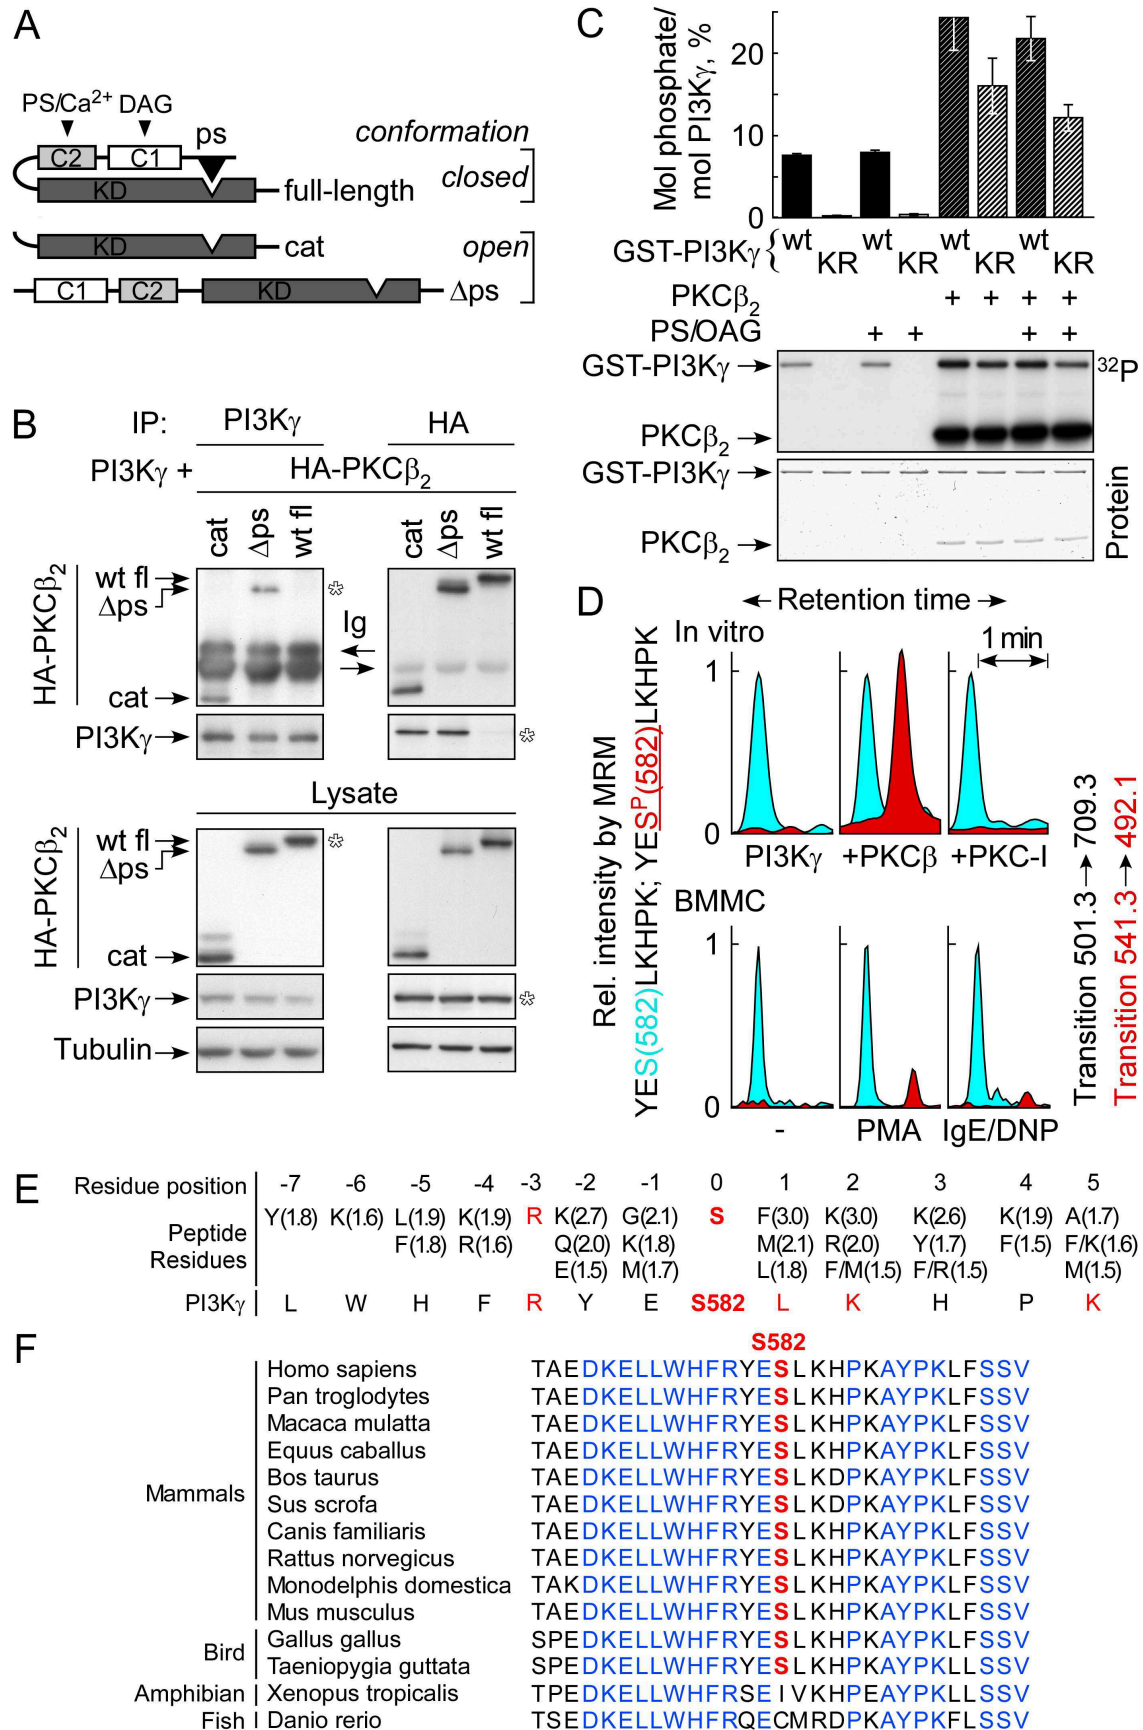 A
PS/Ca2+ DAG
ps
conformation
C2 C1
closed
KD full-length
KD cat
open
C1 C2 KD Δps
B
IP: PI3Kγ HA
PI3Kγ + HA-PKCβ2
cat Δps wt fl cat Δps wt fl
HA-PKCβ2
wt fl
Δps
Ig
cat
PI3Kγ
Lysate
HA-PKCβ2
wt fl
Δps
cat
PI3Kγ
Tubulin
C
Mol phosphate/
mol PI3Kγ, %
20
10
0
GST-PI3Kγ { wt KR wt KR wt KR wt KR
PKCβ2 + + + +
PS/OAG + + + +
GST-PI3Kγ
32P
PKCβ2
GST-PI3Kγ
Protein
PKCβ2
D
Retention time
In vitro
1 min
1
0
PI3Kγ +PKCβ +PKC-I
BMMC
1
0
- PMA IgE/DNP
Rel. intensity by MRM
YES(582)LKHPK; YESP(582)LKHPK
Transition 501.3 → 709.3
Transition 541.3 → 492.1
E
Residue position -7 -6 -5 -4 -3 -2 -1 0 1 2 3 4 5
Peptide Residues
Y(1.8) K(1.6) L(1.9) K(1.9) R K(2.7) G(2.1) S F(3.0) K(3.0) K(2.6) K(1.9) A(1.7)
F(1.8) R(1.6) Q(2.0) K(1.8) M(2.1) R(2.0) Y(1.7) F(1.5) F/K(1.6)
E(1.5) M(1.7) L(1.8) F/M(1.5) F/R(1.5) M(1.5)
PI3Kγ L W H F R Y E S582 L K H P K
F
S582
Mammals
Homo sapiens TAEDKELLWHFRYESLKHPKAYPKLFSSV
Pan troglodytes TAEDKELLWHFRYESLKHPKAYPKLFSSV
Macaca mulatta TAEDKELLWHFRYESLKHPKAYPKLFSSV
Equus caballus TAEDKELLWHFRYESLKHPKAYPKLFSSV
Bos taurus TAEDKELLWHFRYESLKDPKAYPKLFSSV
Sus scrofa TAEDKELLWHFRYESLKDPKAYPKLFSSV
Canis familiaris TAEDKELLWHFRYESLKHPKAYPKLFSSV
Rattus norvegicus TAEDKELLWHFRYESLKHPKAYPKLFSSV
Monodelphis domestica TAKDKELLWHFRYESLKHPKAYPKLFSSV
Mus musculus TAEDKELLWHFRYESLKHPKAYPKLFSSV
Bird
Gallus gallus SPEDKELLWHFRYESLKHPKAYPKLFSSV
Taeniopygia guttata SPEDKELLWHFRYESLKHPKAYPKLLSSV
Amphibian Xenopus tropicalis TPEDKELLWHFRSEIVKHPEAYPKLLSSV
Fish Danio rerio TSEDKELLWHFRQECMRDPKAYPKFLSSV